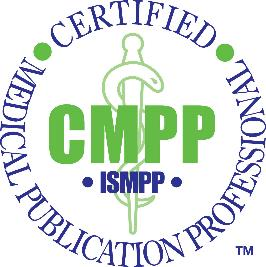 CERTIFIED
MEDICAL PUBLICATION PROFESSIONAL
CMPP
• ISMPP •
TM